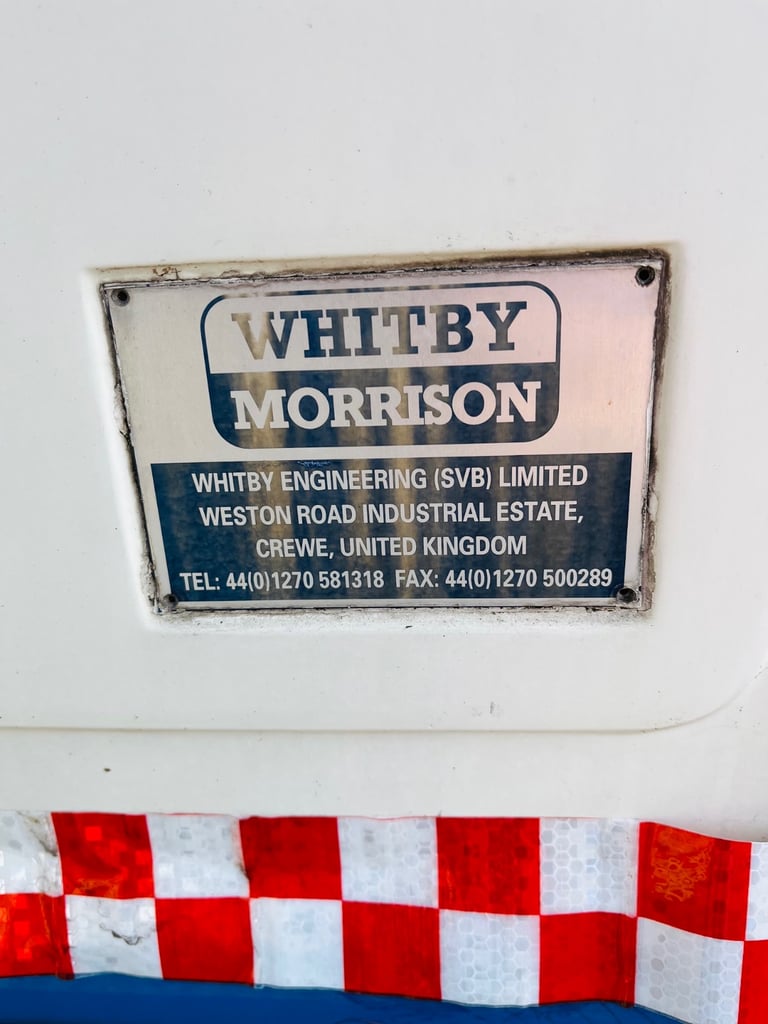 WHITBY
MORRISON
WHITBY ENGINEERING (SVB) LIMITED
WESTON ROAD INDUSTRIAL ESTATE,
CREWE, UNITED KINGDOM
TEL: 44(0)1270 581318 FAX: 44(0)1270 500289